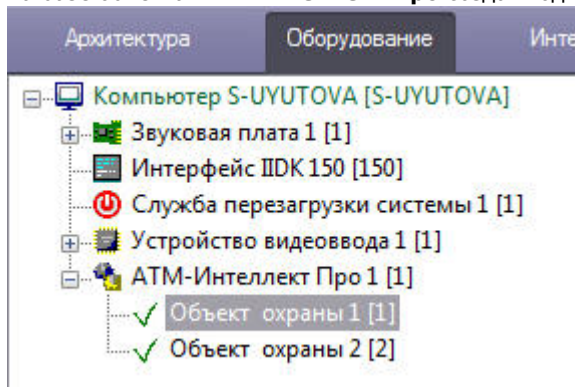 Архитектура Оборудование Инте
Компьютер S-UYUTOVA [S-UYUTOVA]
Звуковая плата 1 [1]
Интерфейс IIDK 150 [150]
Служба перезагрузки системы 1 [1]
Устройство видеоввода 1 [1]
АТМ-Интеллект Про 1 [1]
Объект охраны 1 [1]
Объект охраны 2 [2]